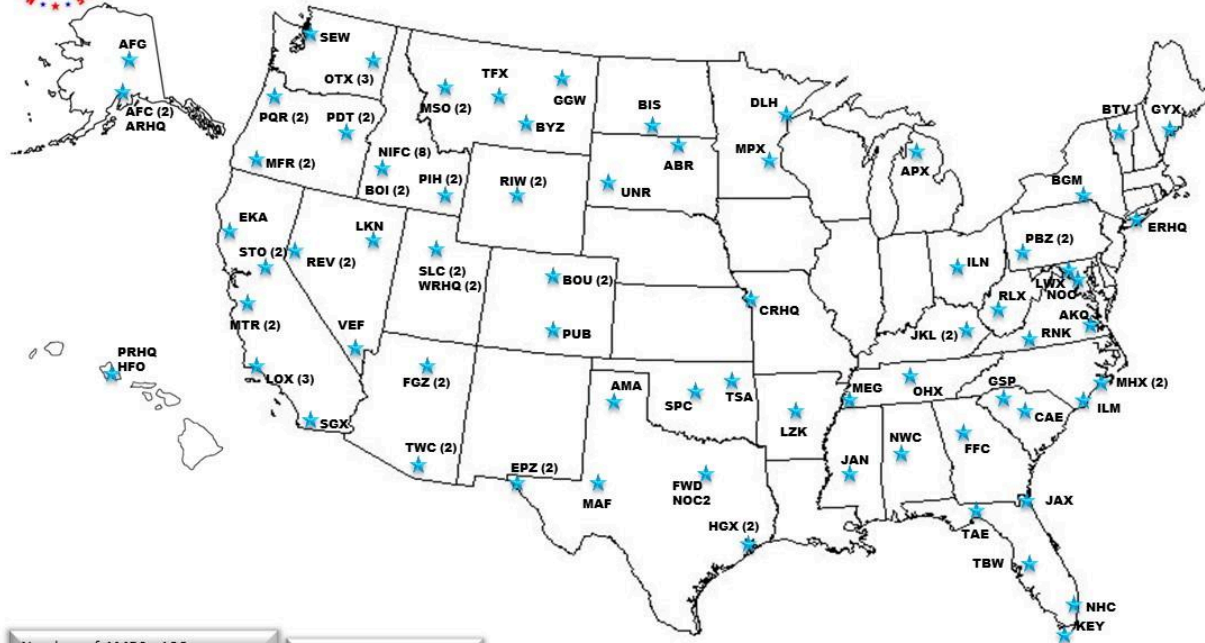 AFG
AFC (2)
ARHQ
SEW
OTX (3)
PQR (2)
PDT (2)
MFR (2)
MSO (2)
TFX
GGW
BYZ
NIFC (8)
BOI (2)
PIH (2)
RIW (2)
BIS
ABR
UNR
DLH
MPX
APX
BTV
GYX
BGM
ERHQ
PBZ (2)
ILN
LWX
NOC
RLX
AKQ
RNK
JKL (2)
EKA
STO (2)
REV (2)
LKN
SLC (2)
WRHQ (2)
BOU (2)
PUB
CRHQ
MTR (2)
VEF
PRHQ
HFO
LOX (3)
SGX
FGZ (2)
TWC (2)
EPZ (2)
AMA
SPC
TSA
MAF
FWD
NOC2
HGX (2)
LZK
MEG
OHX
GSP
MHX (2)
ILM
CAE
JAN
NWC
FFC
JAX
TAE
TBW
NHC
KEY